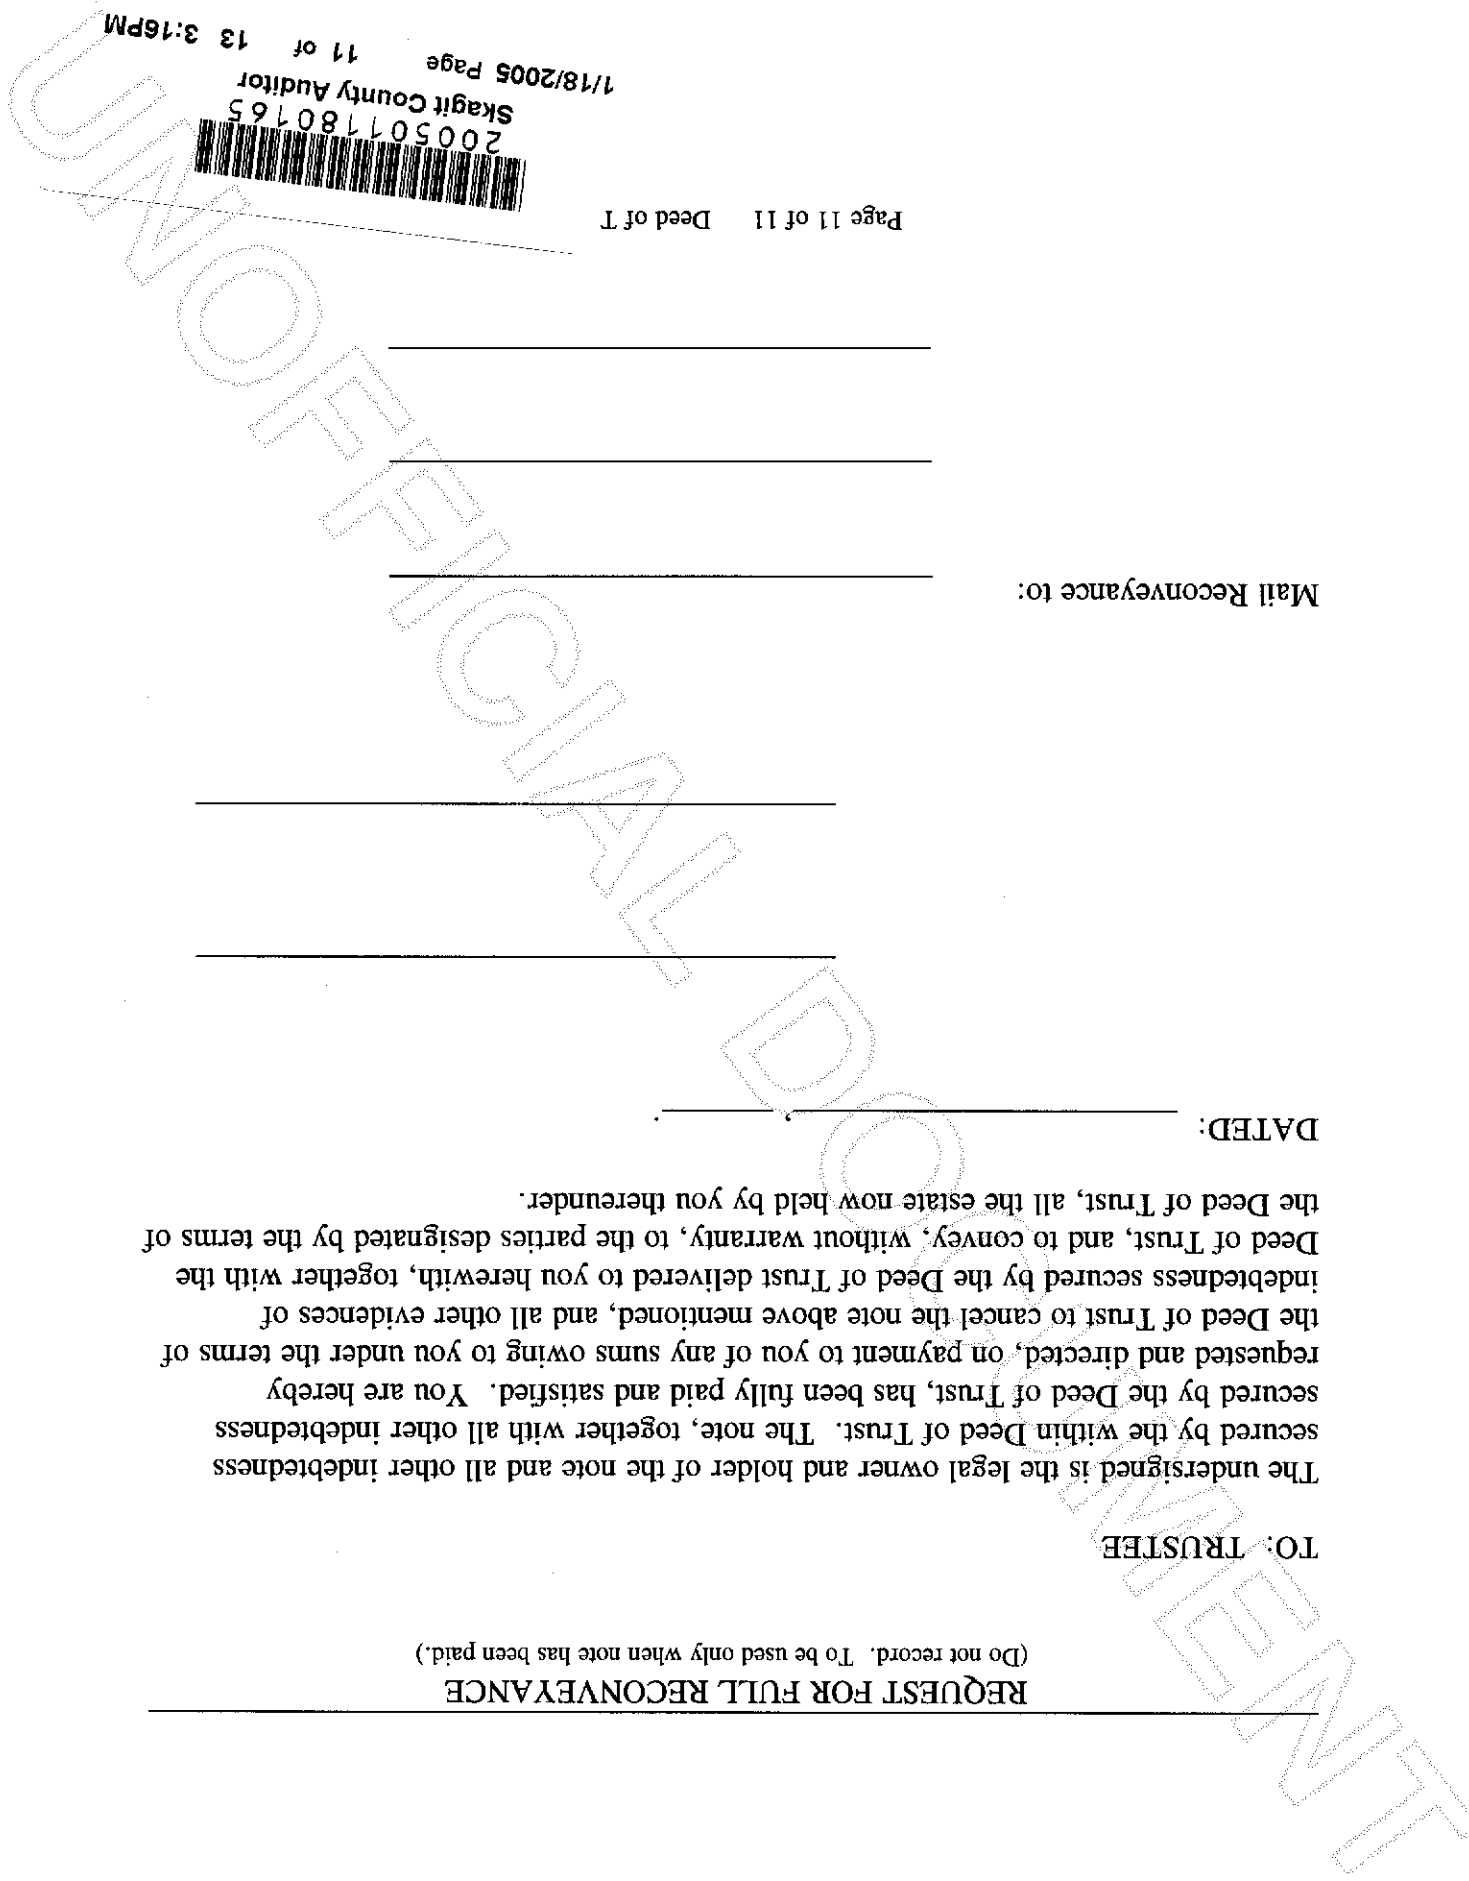 REQUEST FOR FULL RECONVEYANCE
(Do not record. To be used only when note has been paid.)
TO: TRUSTEE
The undersigned is the legal owner and holder of the note and all other indebtedness
secured by the within Deed of Trust. The note, together with all other indebtedness
secured by the Deed of Trust, has been fully paid and satisfied. You are hereby
requested and directed, on payment to you of any sums owing to you under the terms of
the Deed of Trust to cancel the note above mentioned, and all other evidences of
indebtedness secured by the Deed of Trust delivered to you herewith, together with the
Deed of Trust, and to convey, without warranty, to the parties designated by the terms of
the Deed of Trust, all the estate now held by you thereunder.
DATED: , .
Mail Reconveyance to:
Page 11 of 11 Deed of T
200501180165
Skagit County Auditor
1/18/2005 Page 11 of 13 3:16PM
UNOFFICIAL DOCUMENT